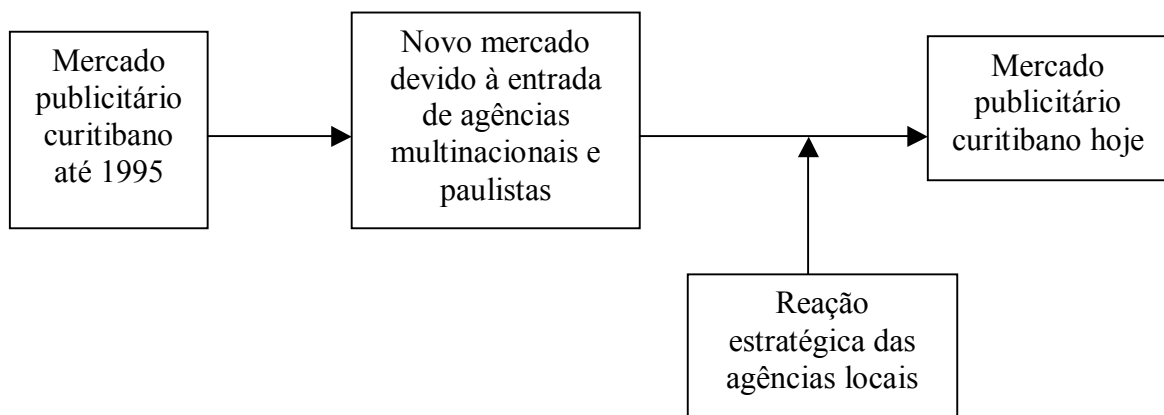 Mercado
publicitário
curitibano
até 1995
Novo mercado
devido à entrada
de agências
multinacionais e
paulistas
Mercado
publicitário
curitibano hoje
Reação
estratégica das
agências locais